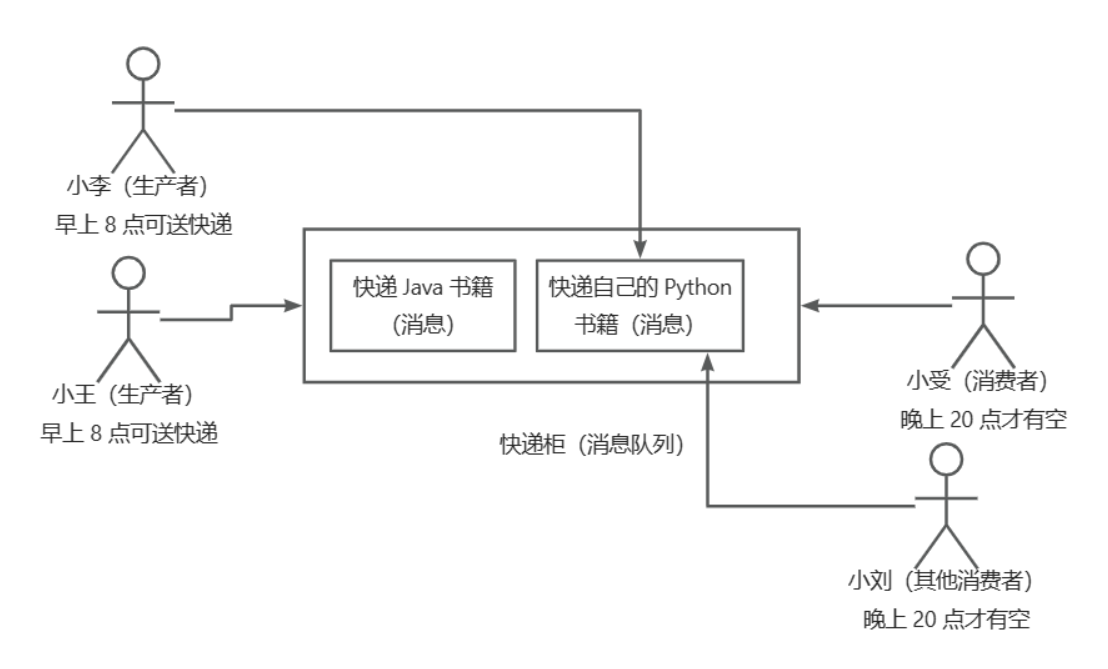 小李（生产者）
早上 8 点可送快递
快递 Java 书籍
（消息）
快递自己的 Python
书籍（消息）
小王（生产者）
早上 8 点可送快递
小受（消费者）
晚上 20 点才有空
快递柜（消息队列）
小刘（其他消费者）
晚上 20 点才有空